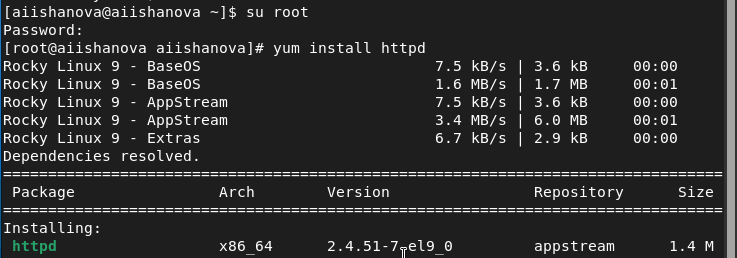 [aiishanova@aiishanova ~]$ su root
Password:
[root@aiishanova aiishanova]# yum install httpd
Rocky Linux 9 - BaseOS 7.5 kB/s | 3.6 kB 00:00
Rocky Linux 9 - BaseOS 1.6 MB/s | 1.7 MB 00:01
Rocky Linux 9 - AppStream 7.5 kB/s | 3.6 kB 00:00
Rocky Linux 9 - AppStream 3.4 MB/s | 6.0 MB 00:01
Rocky Linux 9 - Extras 6.7 kB/s | 2.9 kB 00:00
Dependencies resolved.
================================================================================
Package Arch Version Repository Size
================================================================================
Installing:
httpd x86_64 2.4.51-7.el9_0 appstream 1.4 M